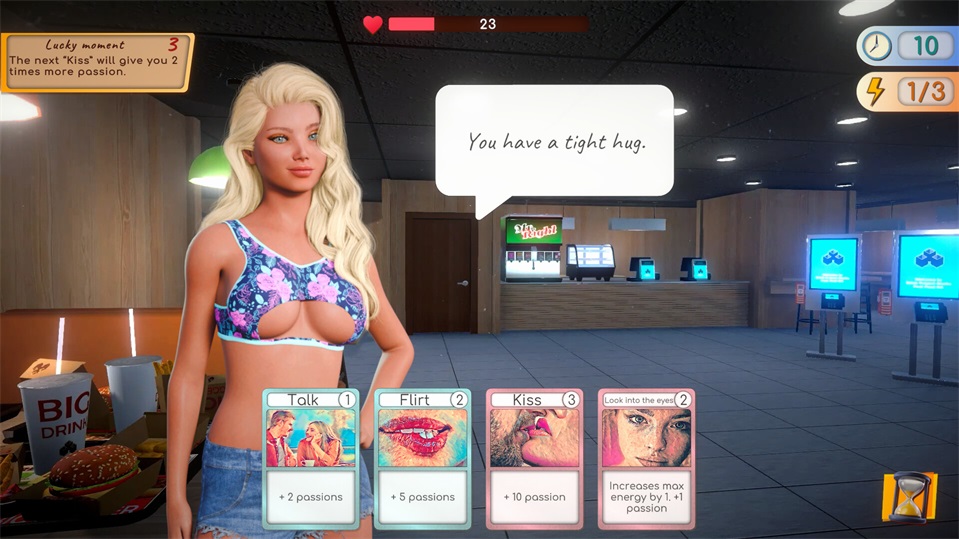 23
Lucky moment 3
The next "Kiss" will give you 2
times more passion.
10
1/3
You have a tight hug.
BIG
DRINK
Talk 1
+ 2 passions
Flirt 2
+ 5 passions
Kiss 3
+ 10 passion
Look into the eyes 2
Increases max
energy by 1. +1
passion